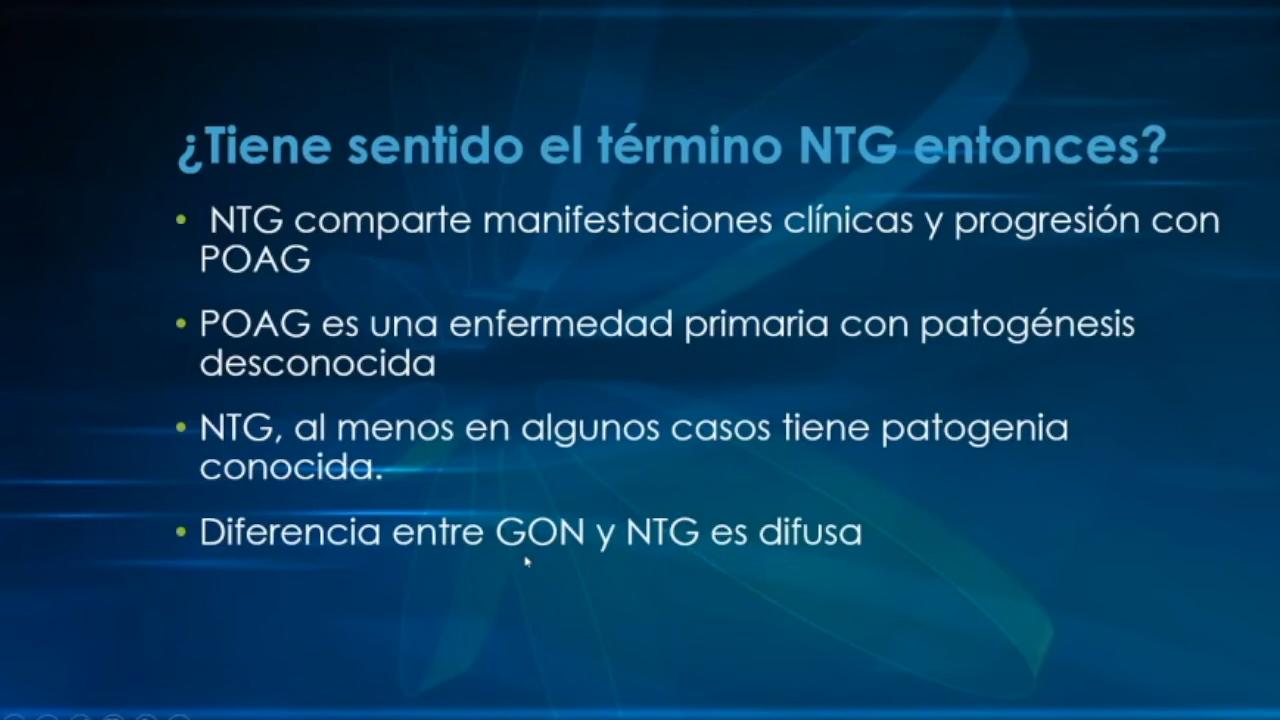 ¿Tiene sentido el término NTG entonces?
• NTG comparte manifestaciones clínicas y progresión con
POAG
• POAG es una enfermedad primaria con patogénesis
desconocida
• NTG, al menos en algunos casos tiene patogenia
conocida.
• Diferencia entre GON y NTG es difusa